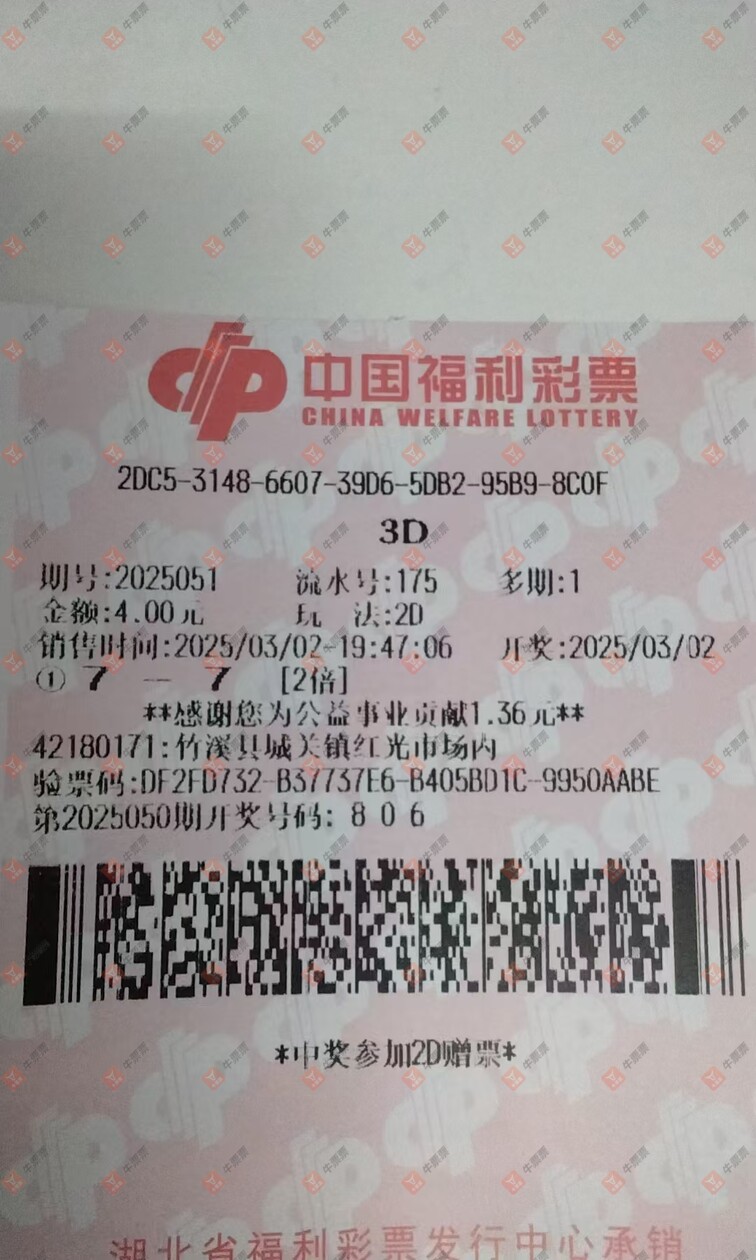 中国福利彩票
CHINA WELFARE LOTTERY
2DC5-3148-6607-39D6-5DB2-95B9-8C0F
3D
期号:2025051 流水号:175 多期:1
金额:4.00元 玩 法:2D
销售时间:2025/03/02-19:47:06 开奖:2025/03/02
① 7 — 7 [2倍]
**感谢您为公益事业贡献1.36元**
42180171:竹溪县城关镇红光市场内
验票码:DF2FD732-B37737E6-B405BD1C-9950AABE
第2025050期开奖号码: 8 0 6
*中奖参加2D赠票*
湖北省福利彩票发行中心承销